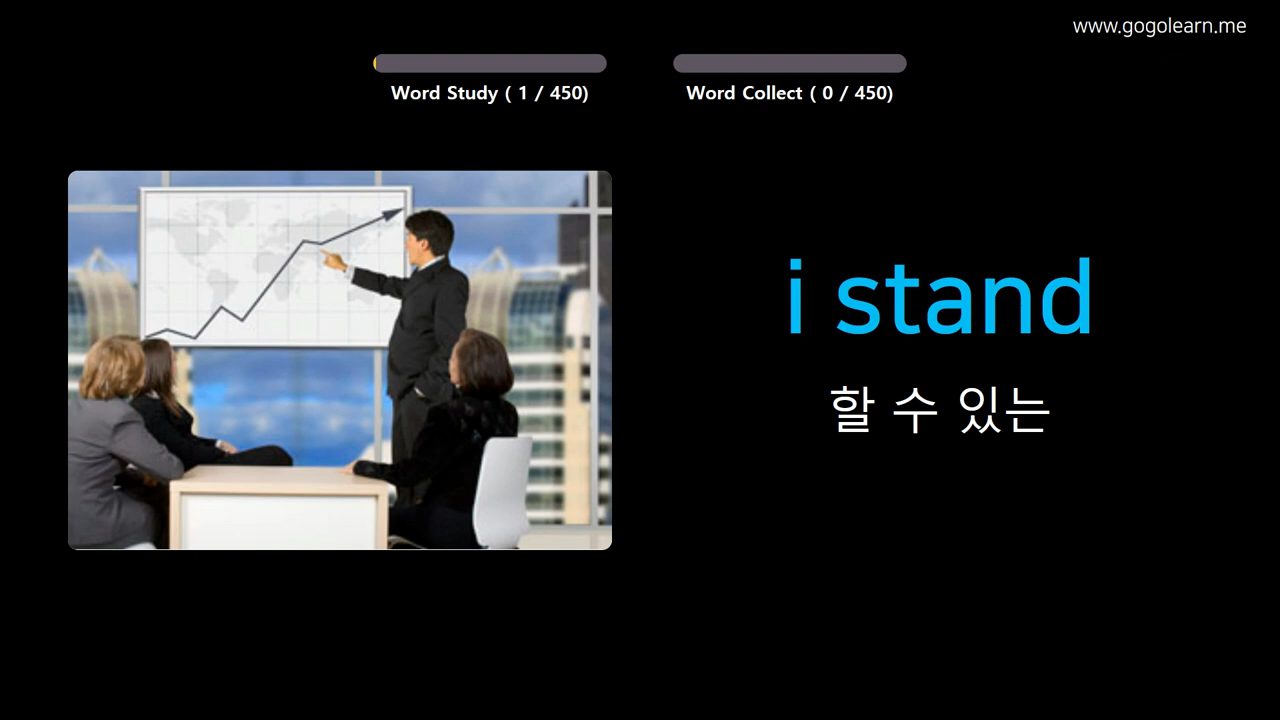 www.gogolearn.me
Word Study ( 1 / 450)
Word Collect ( 0 / 450)
i stand
할 수 있는